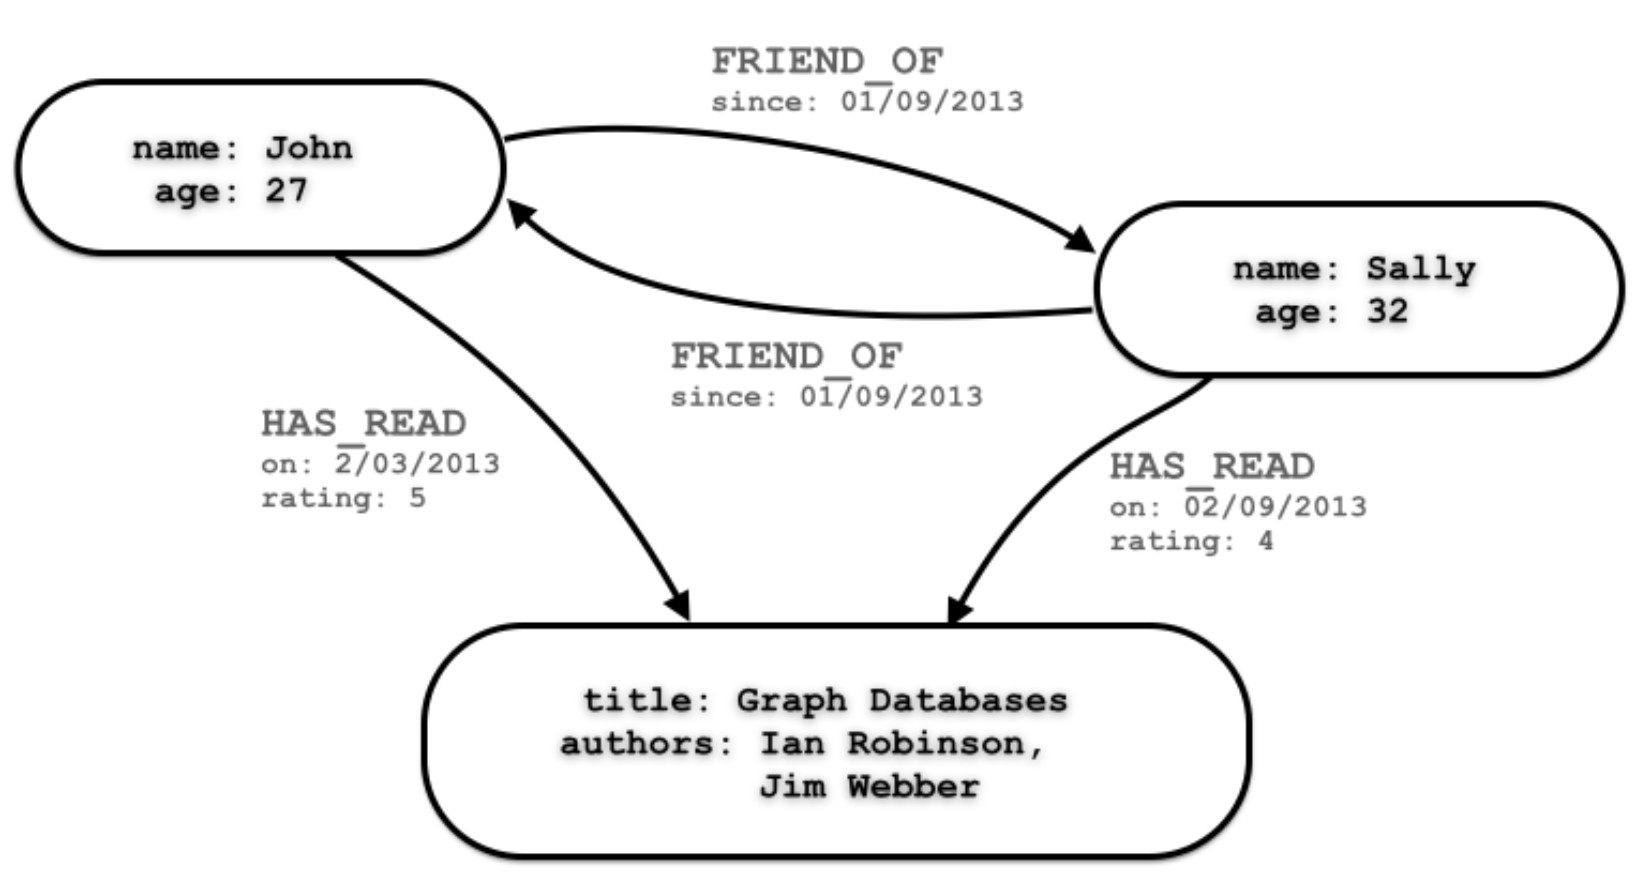 FRIEND_OF
since: 01/09/2013
name: John
age: 27
name: Sally
age: 32
FRIEND_OF
since: 01/09/2013
HAS_READ
on: 2/03/2013
rating: 5
HAS_READ
on: 02/09/2013
rating: 4
title: Graph Databases
authors: Ian Robinson,
Jim Webber